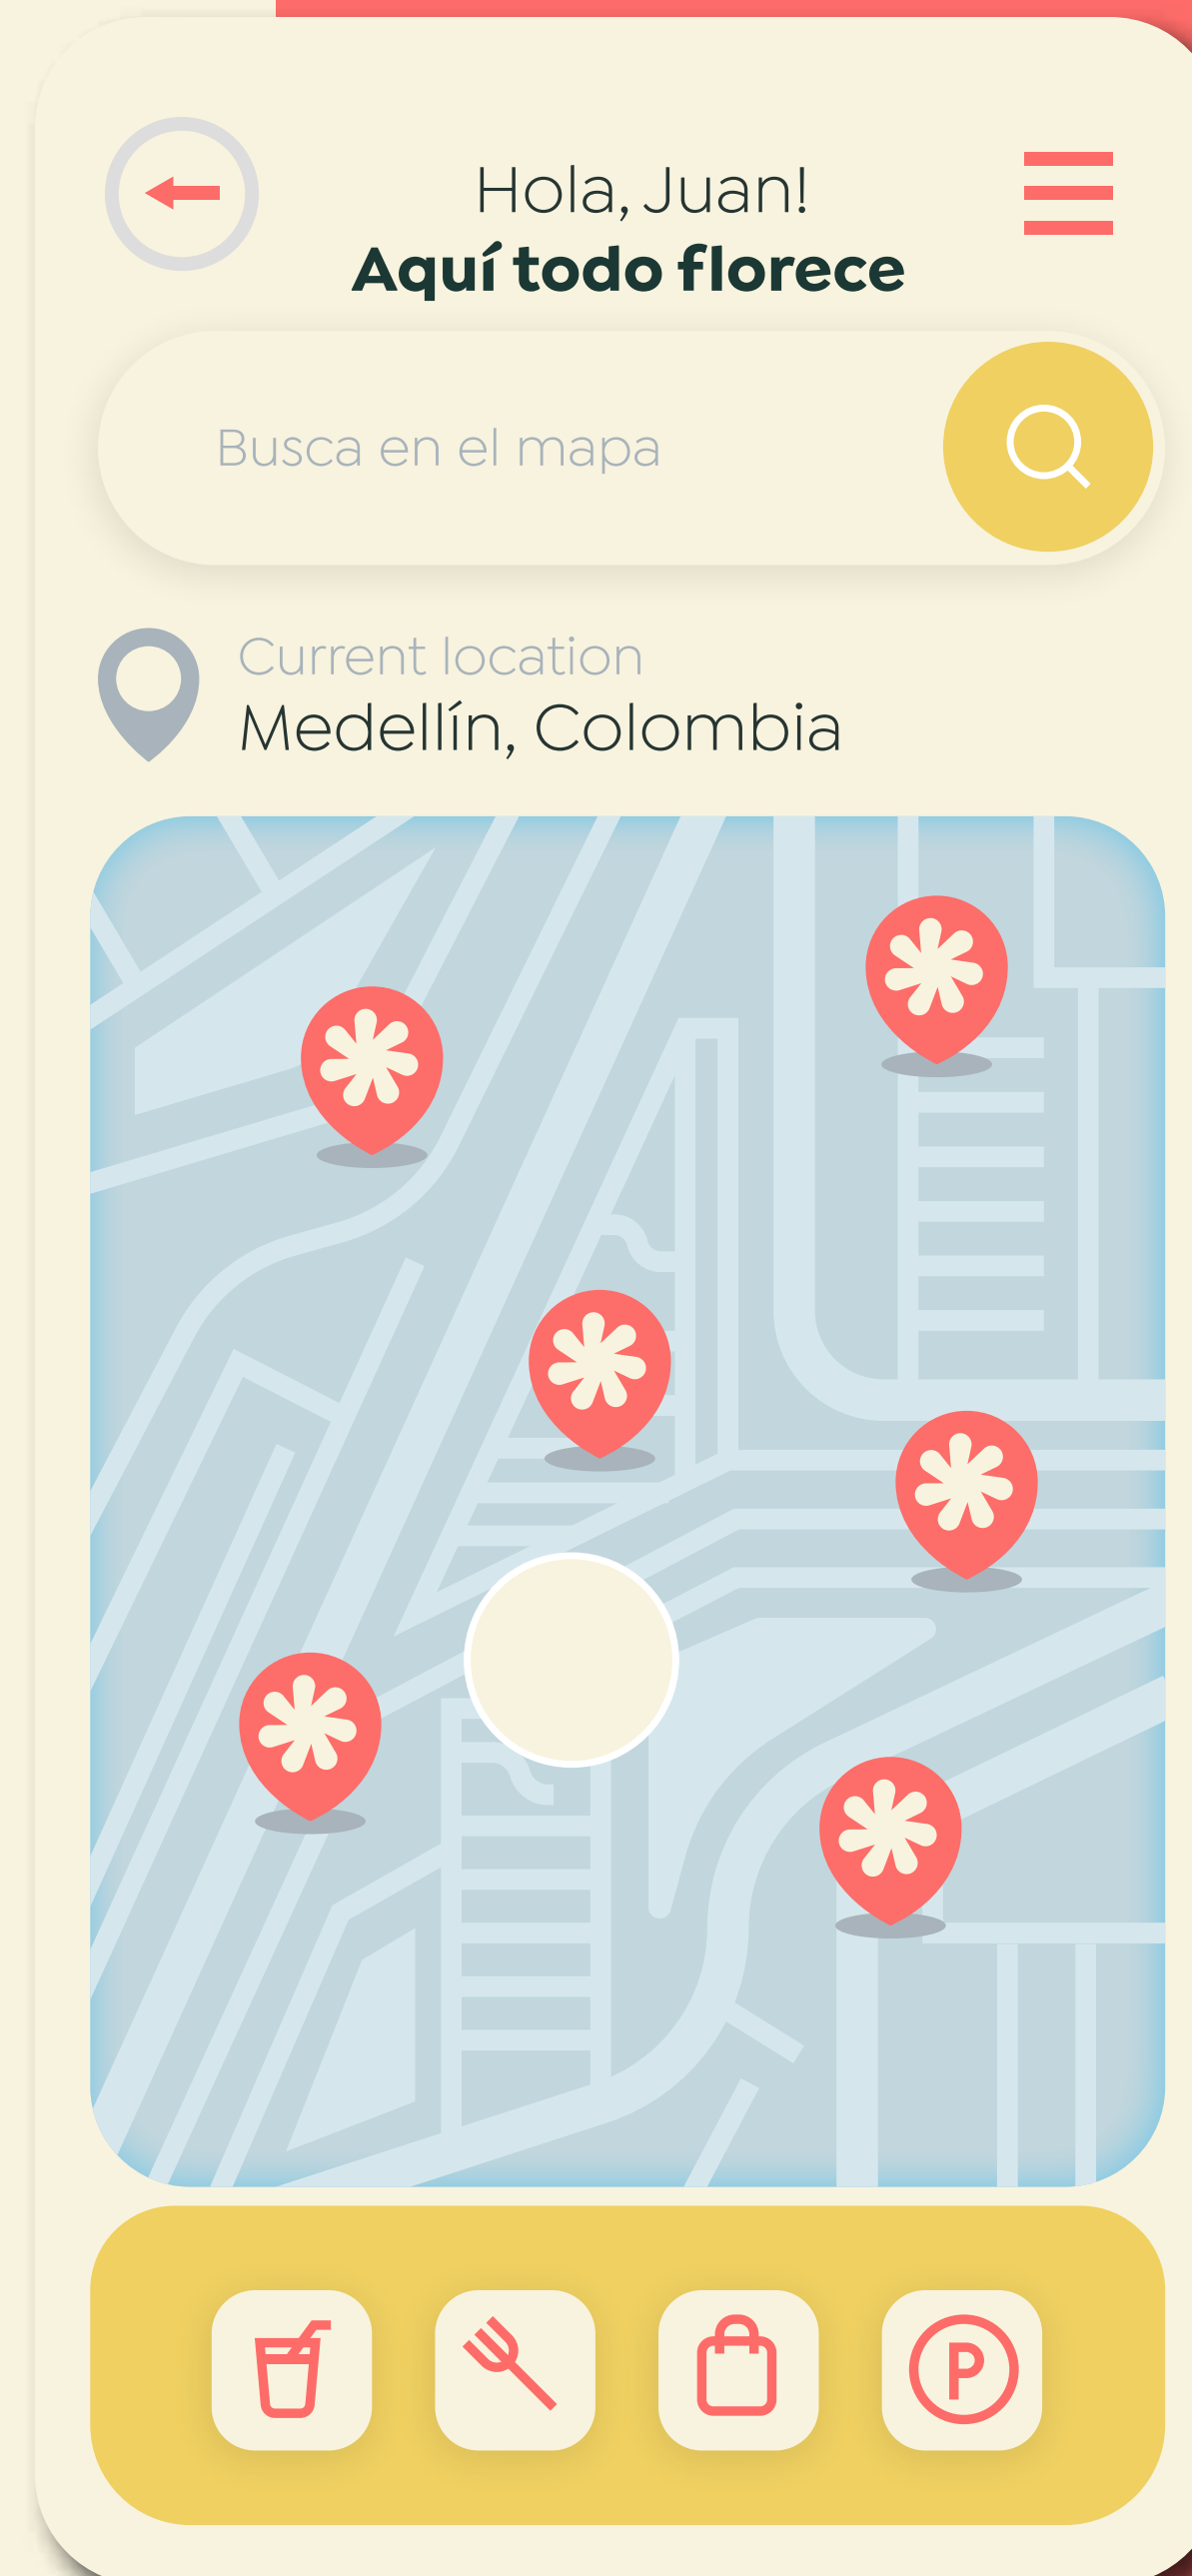 Hola, Juan!
Aquí todo florece
Busca en el mapa
Current location
Medellín, Colombia
P